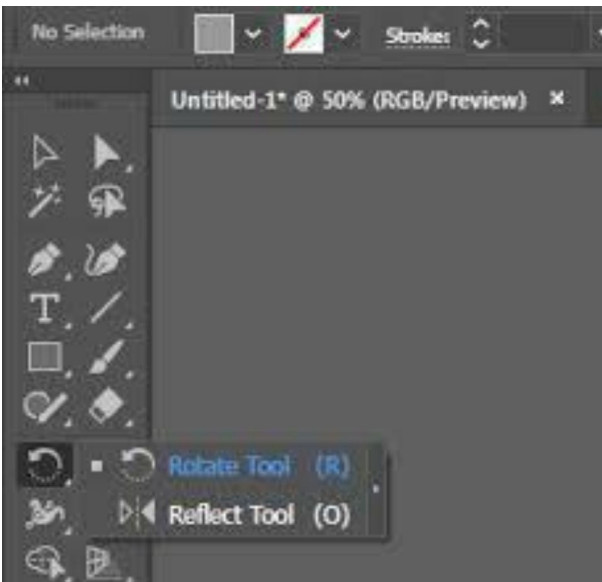 No Selection
Stroke:
Untitled-1* @ 50% (RGB/Preview) ×
T
Rotate Tool (R)
Reflect Tool (O)